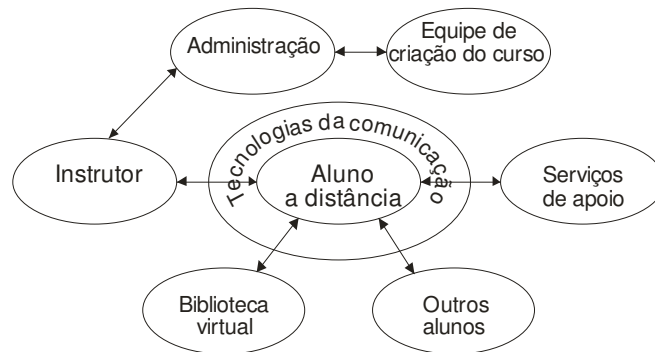 Administração
Equipe de
criação do curso
Tecnologias da comunicação
Instrutor
Aluno
a distância
Serviços
de apoio
Biblioteca
virtual
Outros
alunos